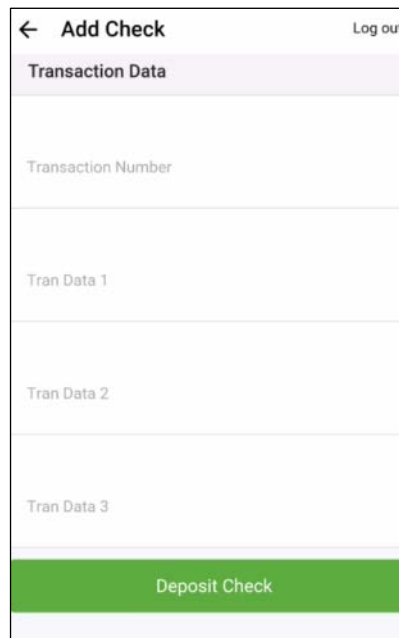 Add Check Log out
Transaction Data
Transaction Number
Tran Data 1
Tran Data 2
Tran Data 3
Deposit Check